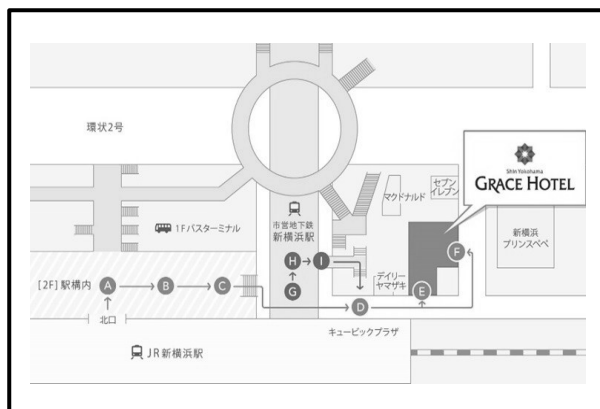 環状2号
Shin Yokohama
GRACE HOTEL
セブン
イレブン
マクドナルド
1Fバスターミナル
市営地下鉄
新横浜駅
新横浜
プリンスペペ
F
H
I
[2F]駅構内
A
B
C
G
デイリー
ヤマザキ
E
D
北口
キュービックプラザ
JR新横浜駅